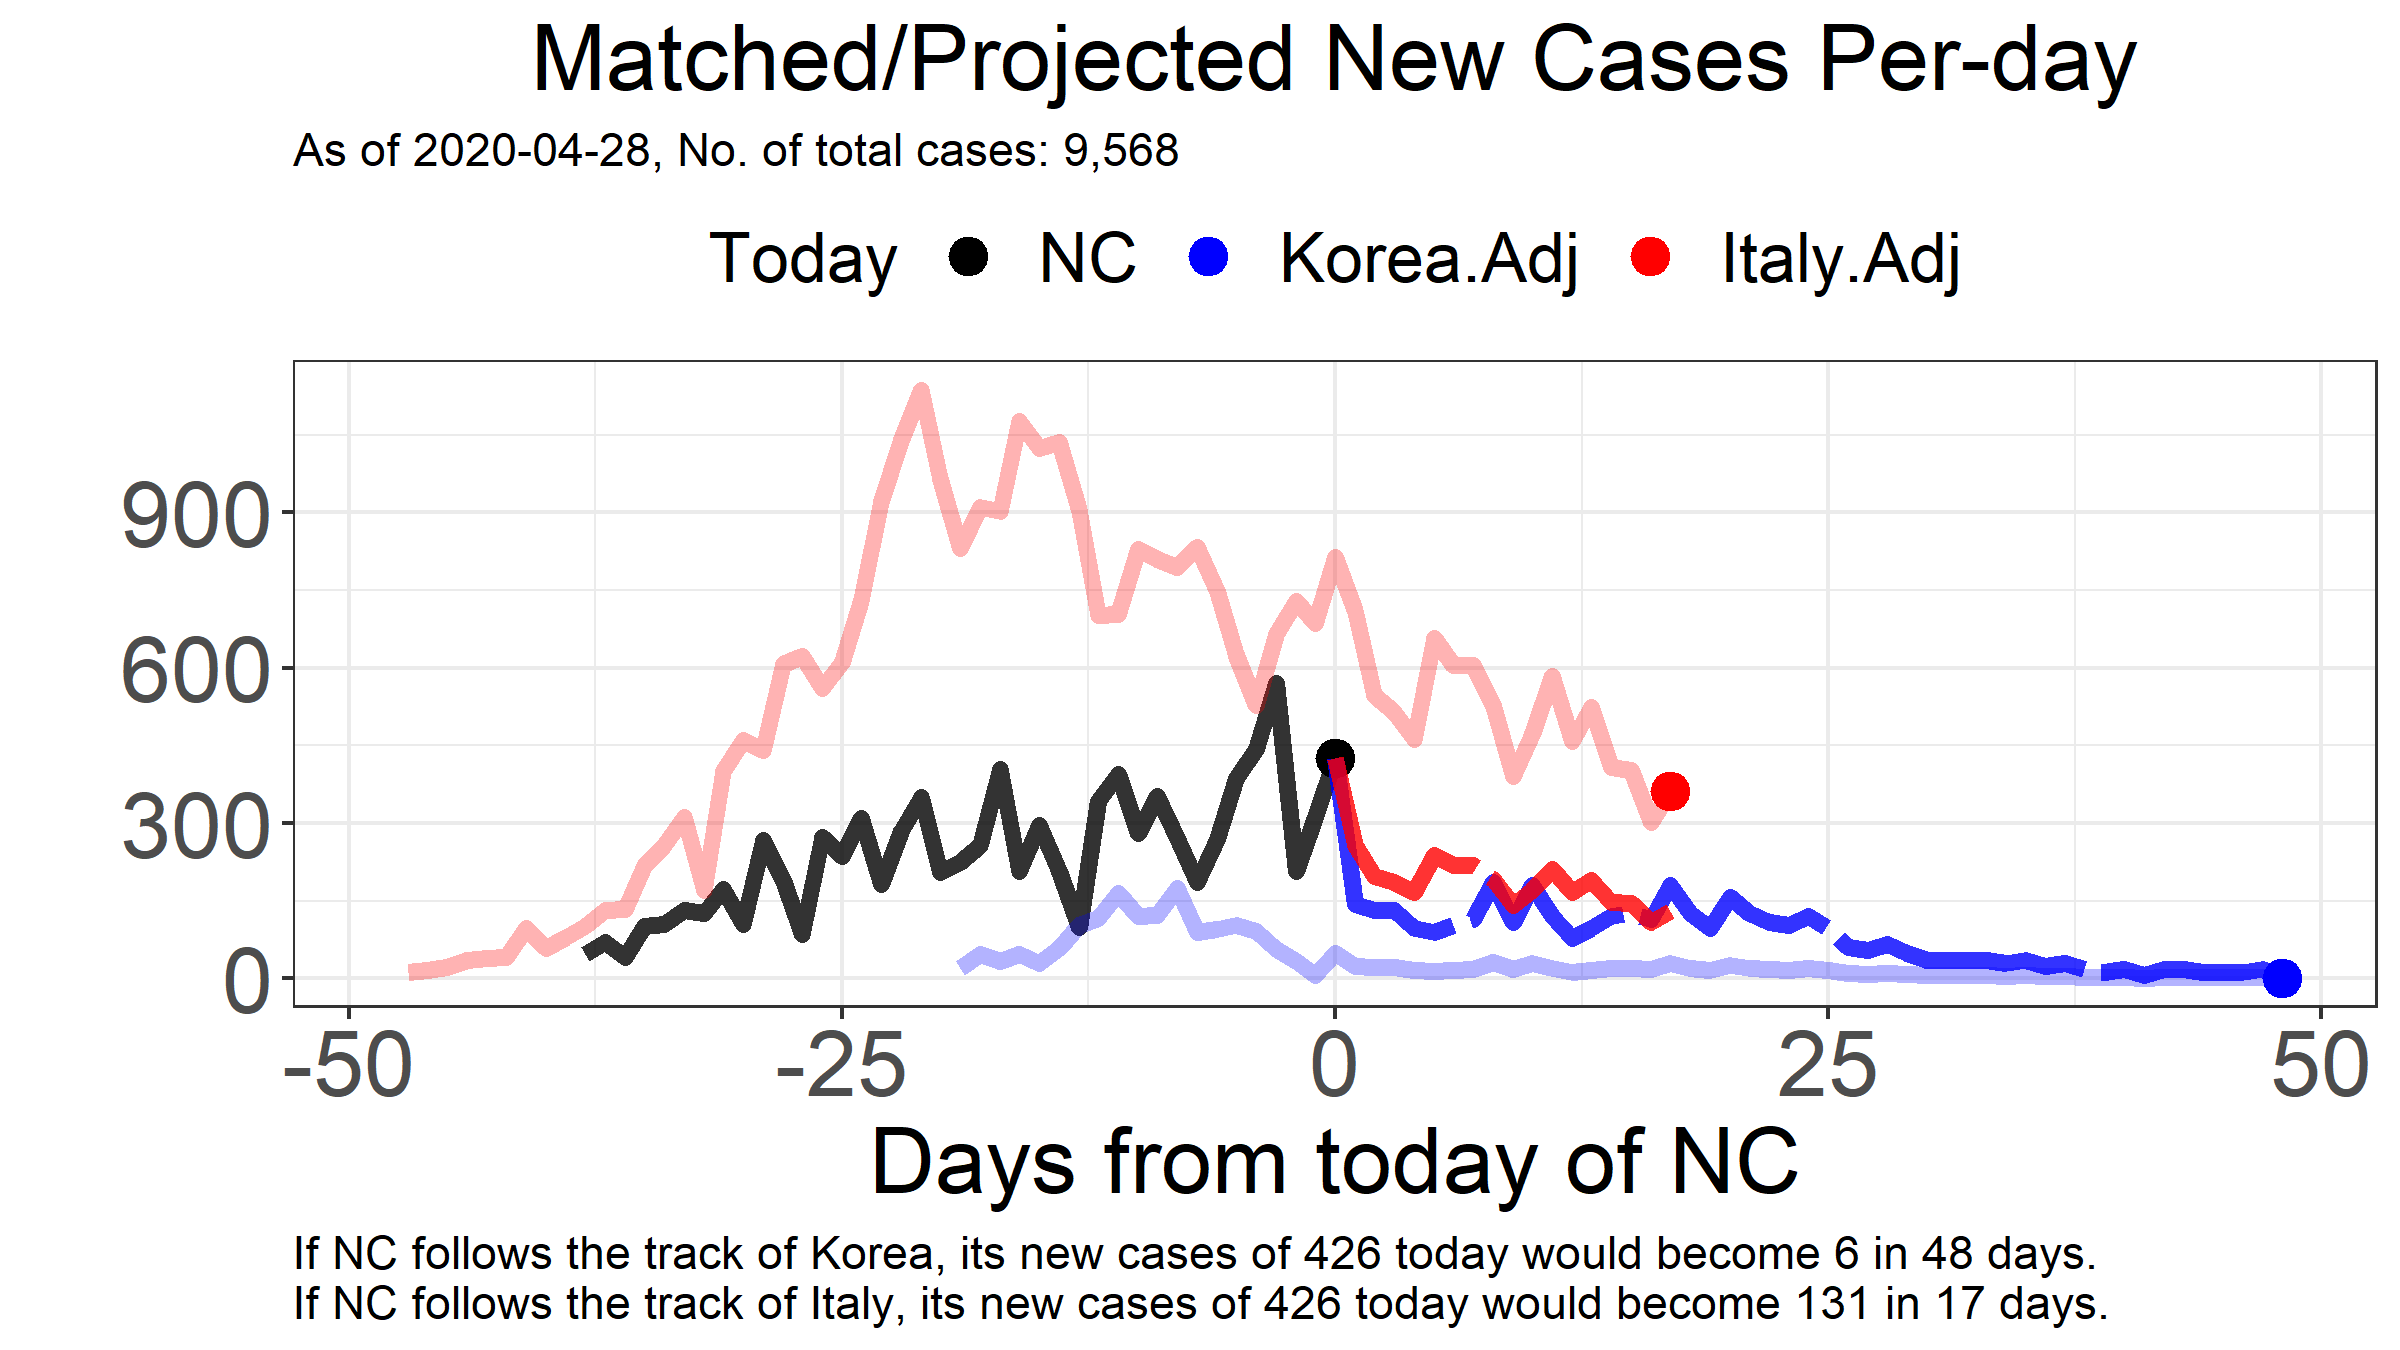 Matched/Projected New Cases Per-day
As of 2020-04-28, No. of total cases: 9,568
Today NC Korea.Adj Italy.Adj
900
600
300
0
-50 -25 0 25 50
Days from today of NC
If NC follows the track of Korea, its new cases of 426 today would become 6 in 48 days.
If NC follows the track of Italy, its new cases of 426 today would become 131 in 17 days.